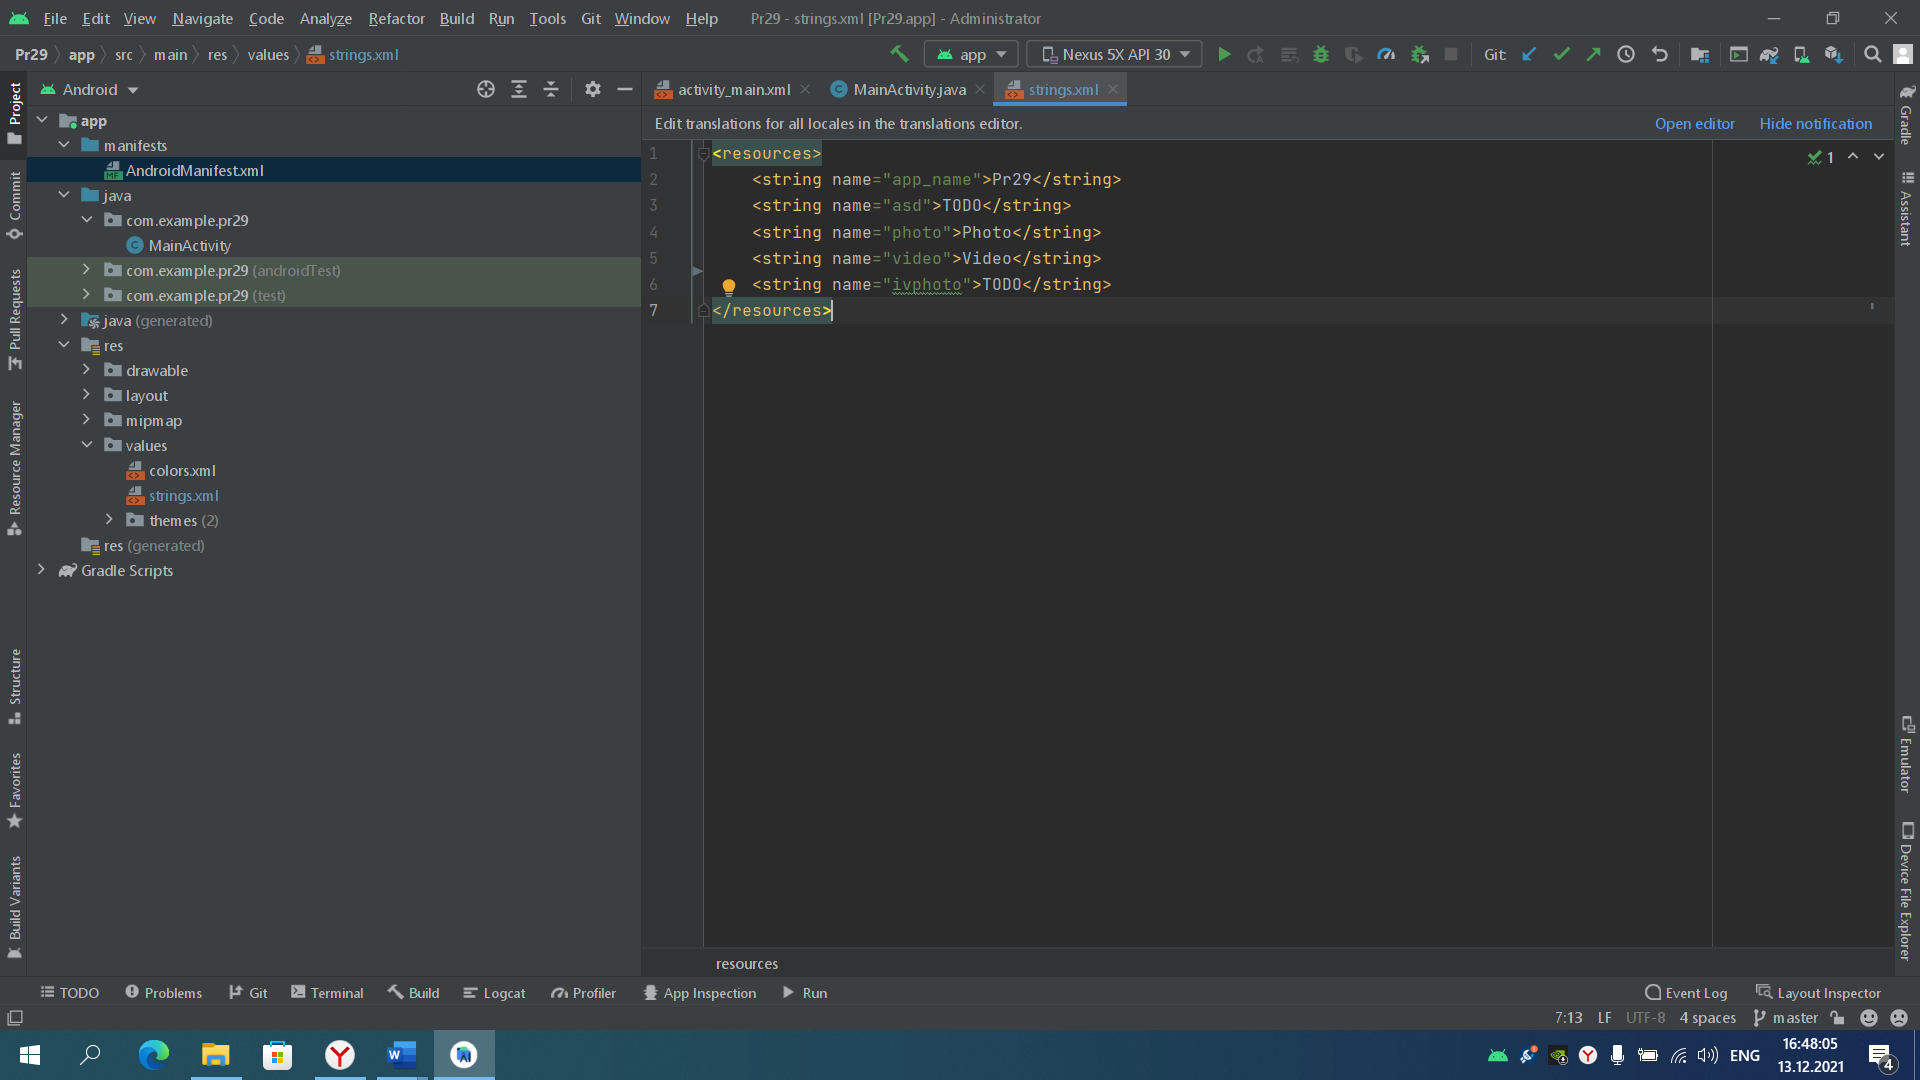 File Edit View Navigate Code Analyze Refactor Build Run Tools Git Window Help Pr29 - strings.xml [Pr29.app] - Administrator
Pr29 app src main res values strings.xml app Nexus 5X API 30 Git:
Android
activity_main.xml MainActivity.java strings.xml
Edit translations for all locales in the translations editor. Open editor Hide notification
app
manifests
AndroidManifest.xml
java
com.example.pr29
MainActivity
com.example.pr29 (androidTest)
com.example.pr29 (test)
java (generated)
res
drawable
layout
mipmap
values
colors.xml
strings.xml
themes (2)
res (generated)
Gradle Scripts
1 <resources>
2 <string name="app_name">Pr29</string>
3 <string name="asd">TODO</string>
4 <string name="photo">Photo</string>
5 <string name="video">Video</string>
6 <string name="ivphoto">TODO</string>
7 </resources>
1
resources
Project
Commit
Pull Requests
Resource Manager
Structure
Favorites
Build Variants
Gradle
Assistant
Emulator
Device File Explorer
TODO Problems Git Terminal Build Logcat Profiler App Inspection Run Event Log Layout Inspector
7:13 LF UTF-8 4 spaces master
ENG 16:48:05
13.12.2021
4